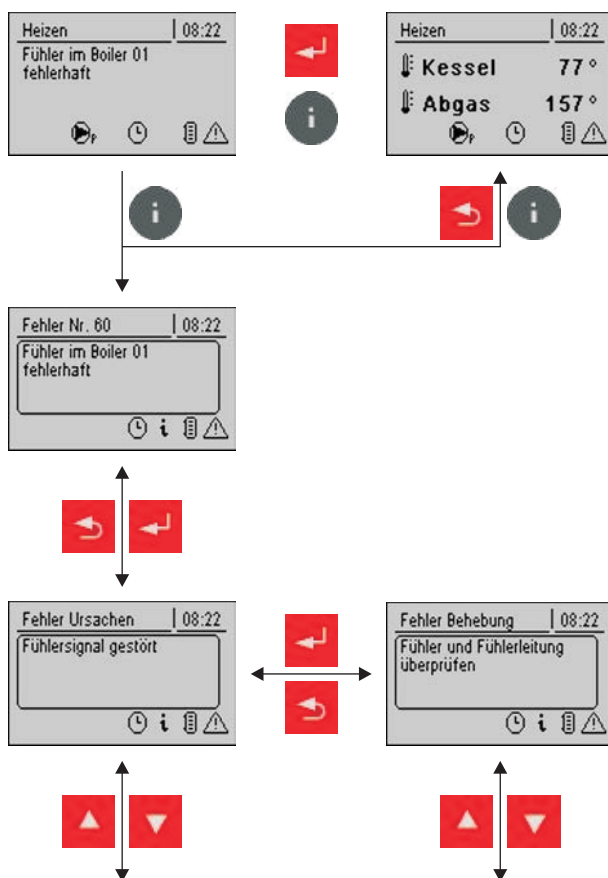 Heizen 08:22
Fühler im Boiler 01
fehlerhaft
P
i
Heizen 08:22
Kessel 77 °
Abgas 157 °
P
i
i
Fehler Nr. 60 08:22
Fühler im Boiler 01
fehlerhaft
i
Fehler Ursachen 08:22
Fühlersignal gestört
i
Fehler Behebung 08:22
Fühler und Fühlerleitung
überprüfen
i